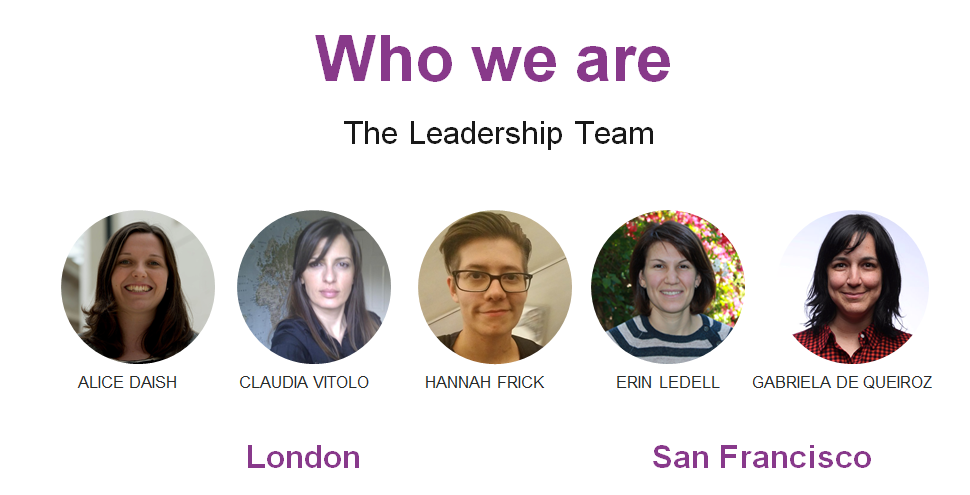 Who we are
The Leadership Team
ALICE DAISH CLAUDIA VITOLO HANNAH FRICK ERIN LEDELL GABRIELA DE QUEIROZ
London San Francisco